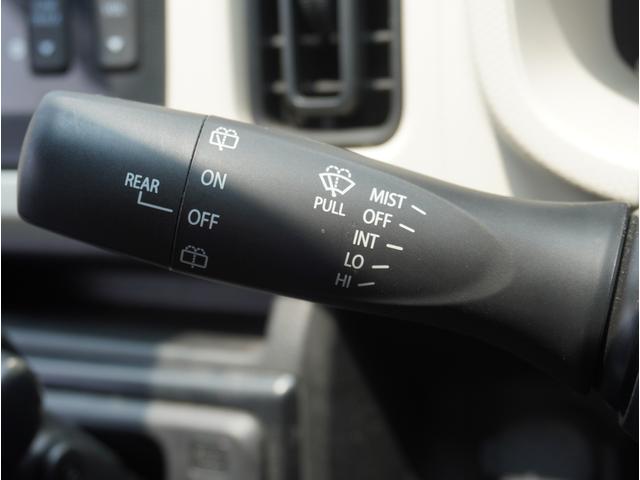 REAR
ON
OFF
PULL
MIST
OFF
INT
LO
HI